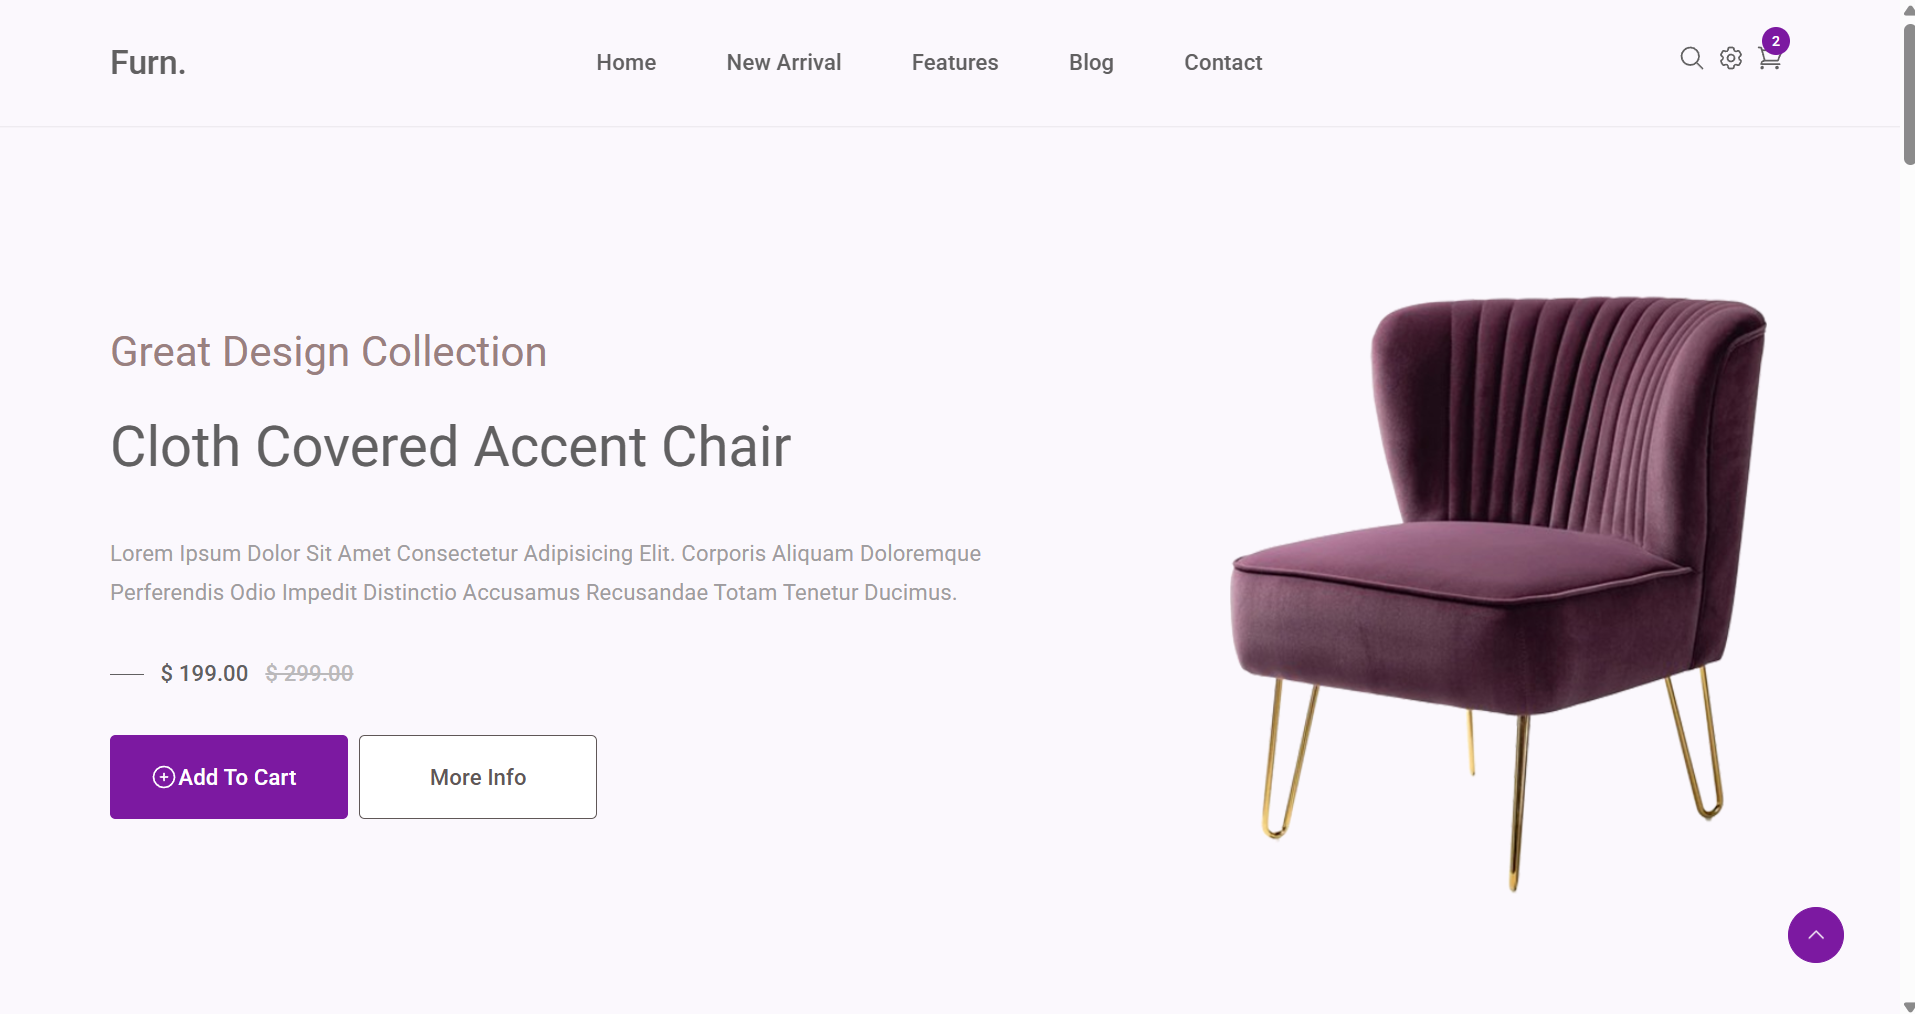 Furn.
Home
New Arrival
Features
Blog
Contact
2
Great Design Collection
Cloth Covered Accent Chair
Lorem Ipsum Dolor Sit Amet Consectetur Adipisicing Elit. Corporis Aliquam Doloremque
Perferendis Odio Impedit Distinctio Accusamus Recusandae Totam Tenetur Ducimus.
$ 199.00 $ 299.00
Add To Cart
More Info